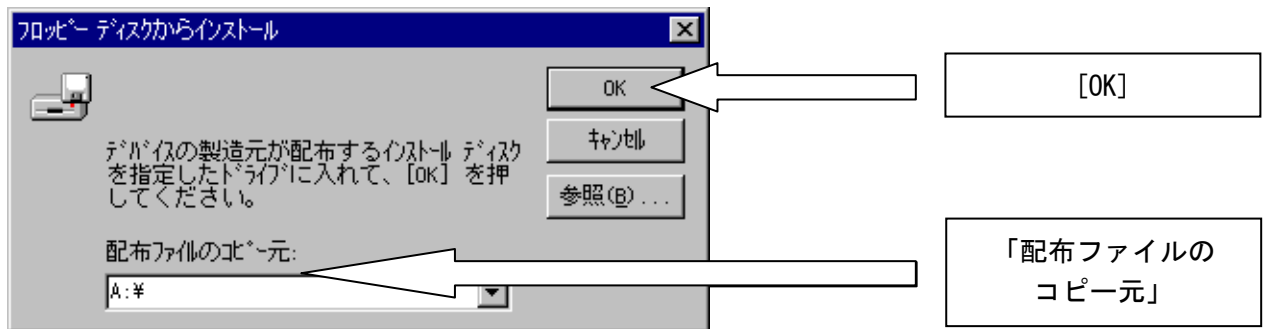 フロッピー ディスクからインストール
OK
[OK]
キャンセル
デバイスの製造元が配布するインストール ディスク
を指定したドライブに入れて、[OK] を押
してください。
参照(B)...
配布ファイルのコピー元:
A:¥
「配布ファイルの
コピー元」